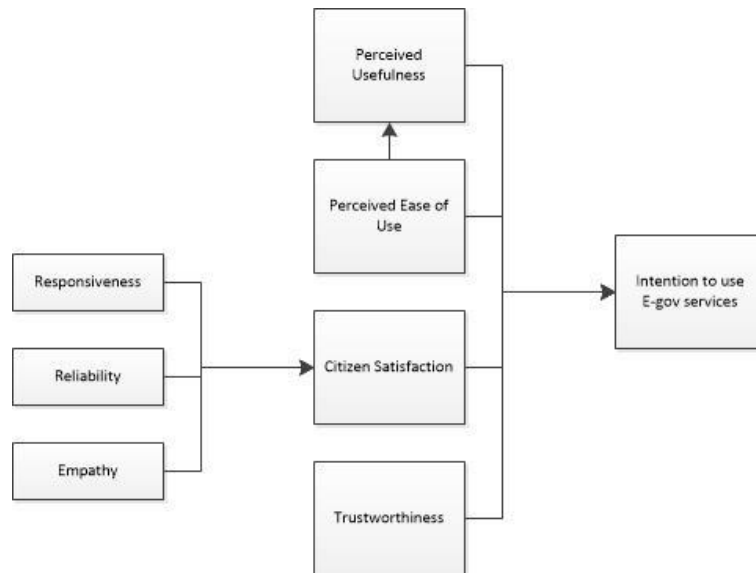 Perceived
Usefulness
Perceived Ease of
Use
Responsiveness
Reliability
Empathy
Citizen Satisfaction
Trustworthiness
Intention to use
E-gov services